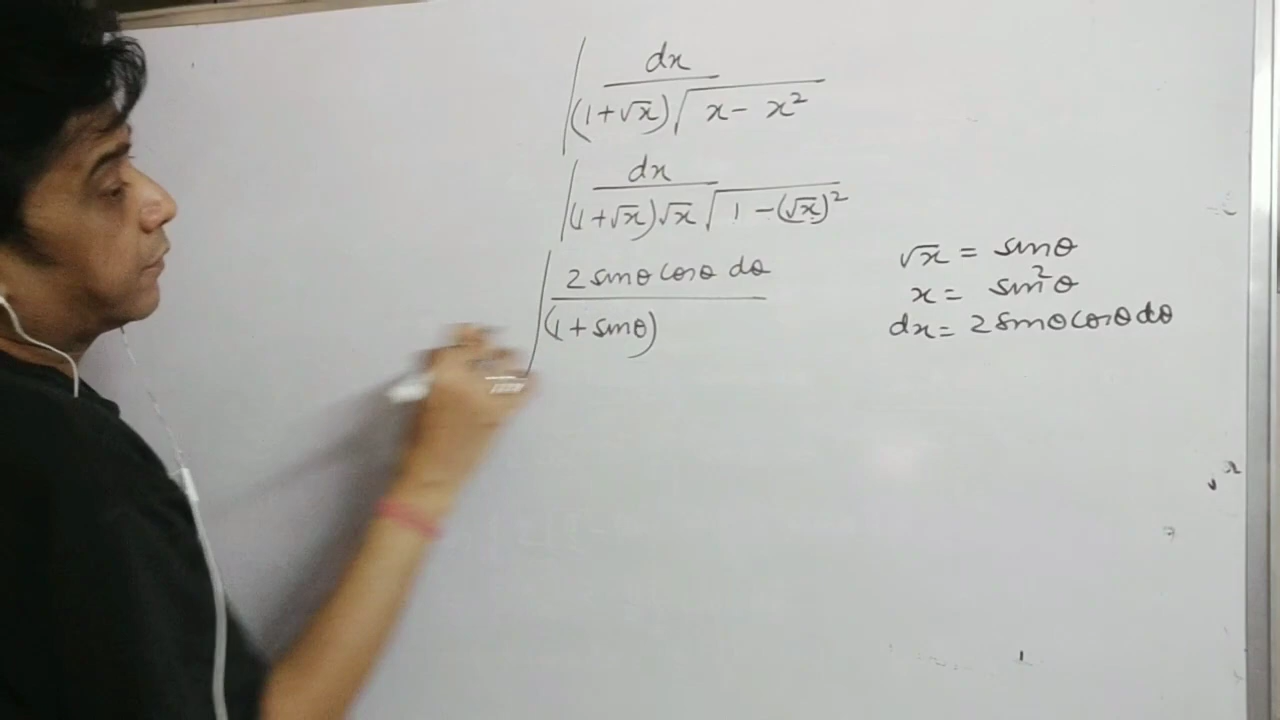 ∫ dx / (1+√x) √(x - x²)
∫ dx / (1+√x)√x √(1 - (√x)²)
∫ 2 sinθ cosθ dθ / (1 + sinθ)
√x = sinθ
x = sin²θ
dx = 2 sinθ cosθ dθ